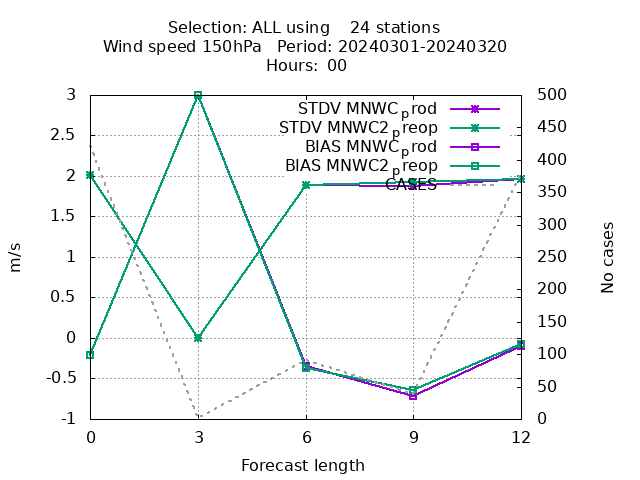 Selection: ALL using 24 stations
Wind speed 150hPa Period: 20240301-20240320
Hours: 00
STDV MNWC_prod
STDV MNWC2_preop
BIAS MNWC_prod
BIAS MNWC2_preop
CASES
3
2.5
2
1.5
1
0.5
0
-0.5
-1
m/s
500
450
400
350
300
250
200
150
100
50
0
No cases
0 3 6 9 12
Forecast length